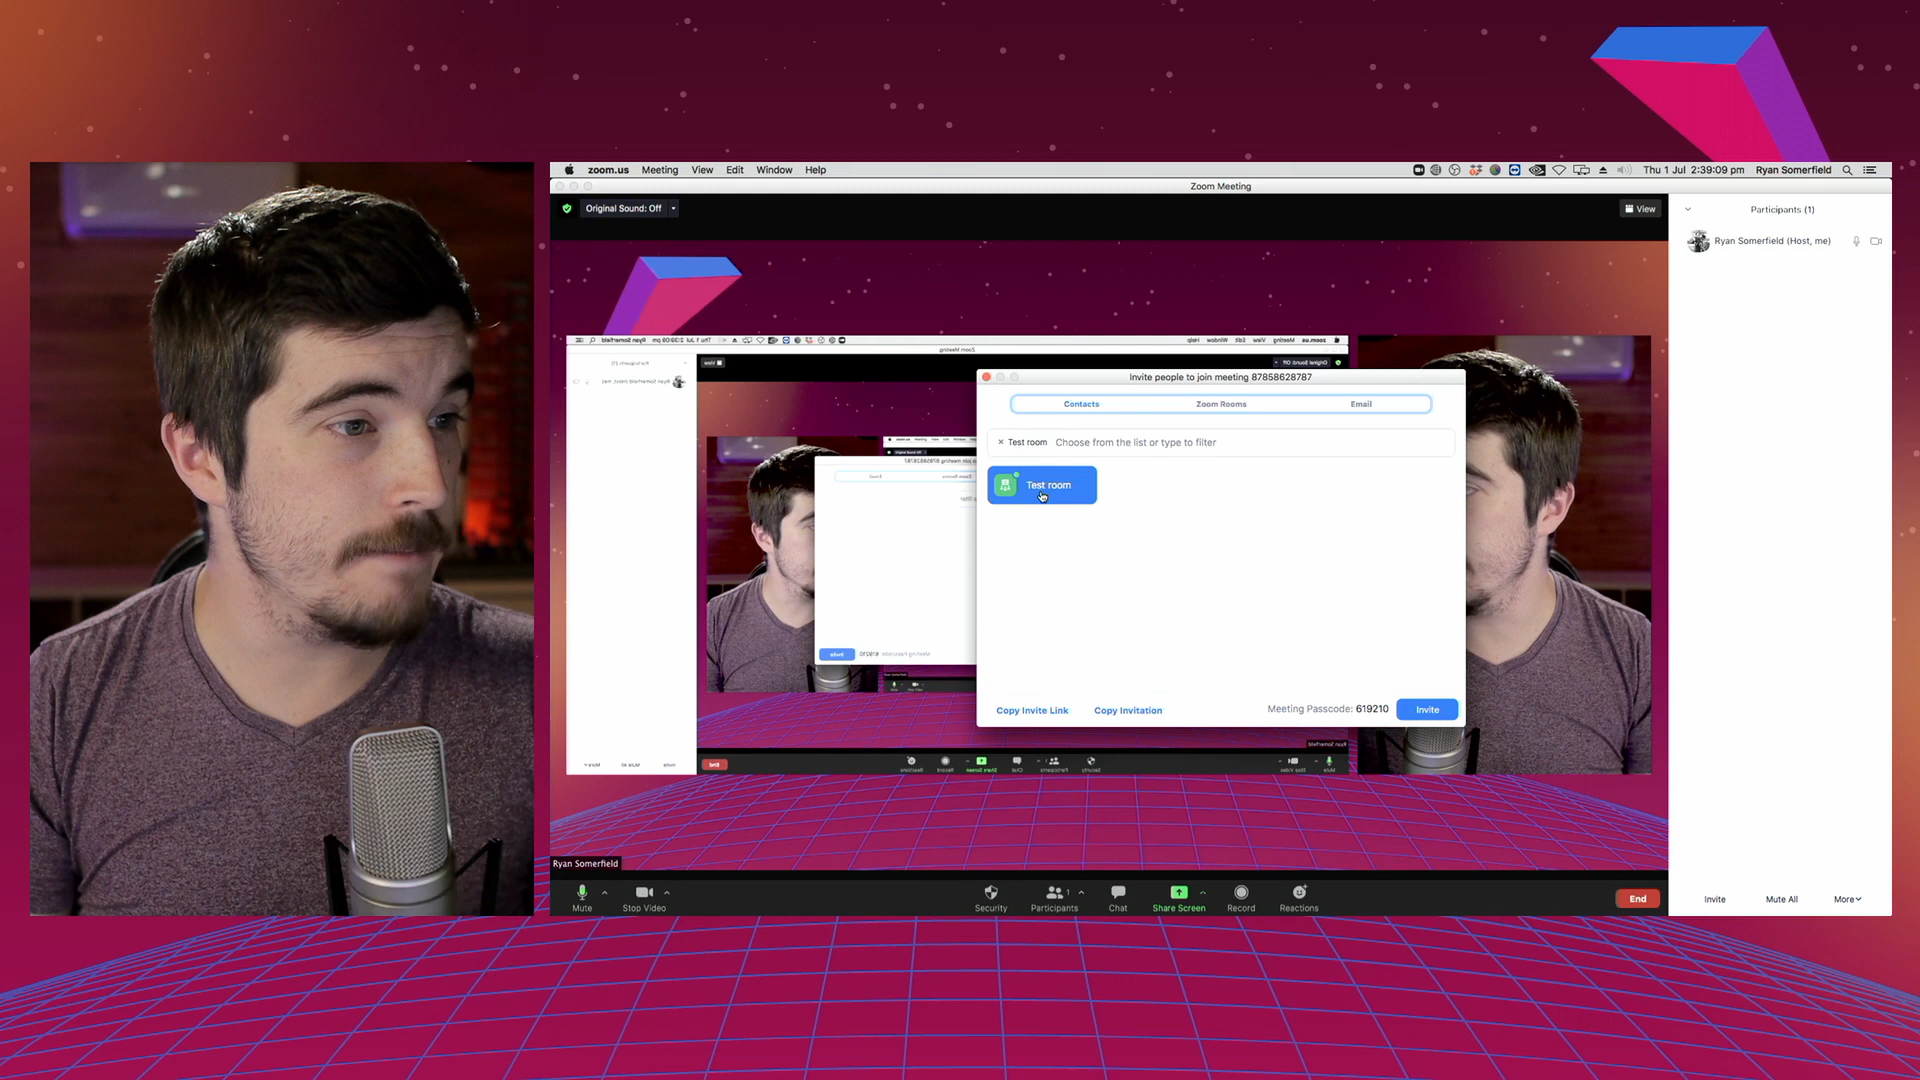 zoom.us Meeting View Edit Window Help
Thu 1 Jul 2:39:09 pm Ryan Somerfield
Zoom Meeting
Original Sound: Off
View
Participants (1)
Ryan Somerfield (Host, me)
Invite people to join meeting 87858628787
Contacts Zoom Rooms Email
× Test room Choose from the list or type to filter
Test room
Copy Invite Link Copy Invitation Meeting Passcode: 619210 Invite
Ryan Somerfield
Mute Stop Video Security Participants 1 Chat Share Screen Record Reactions End
Invite Mute All More